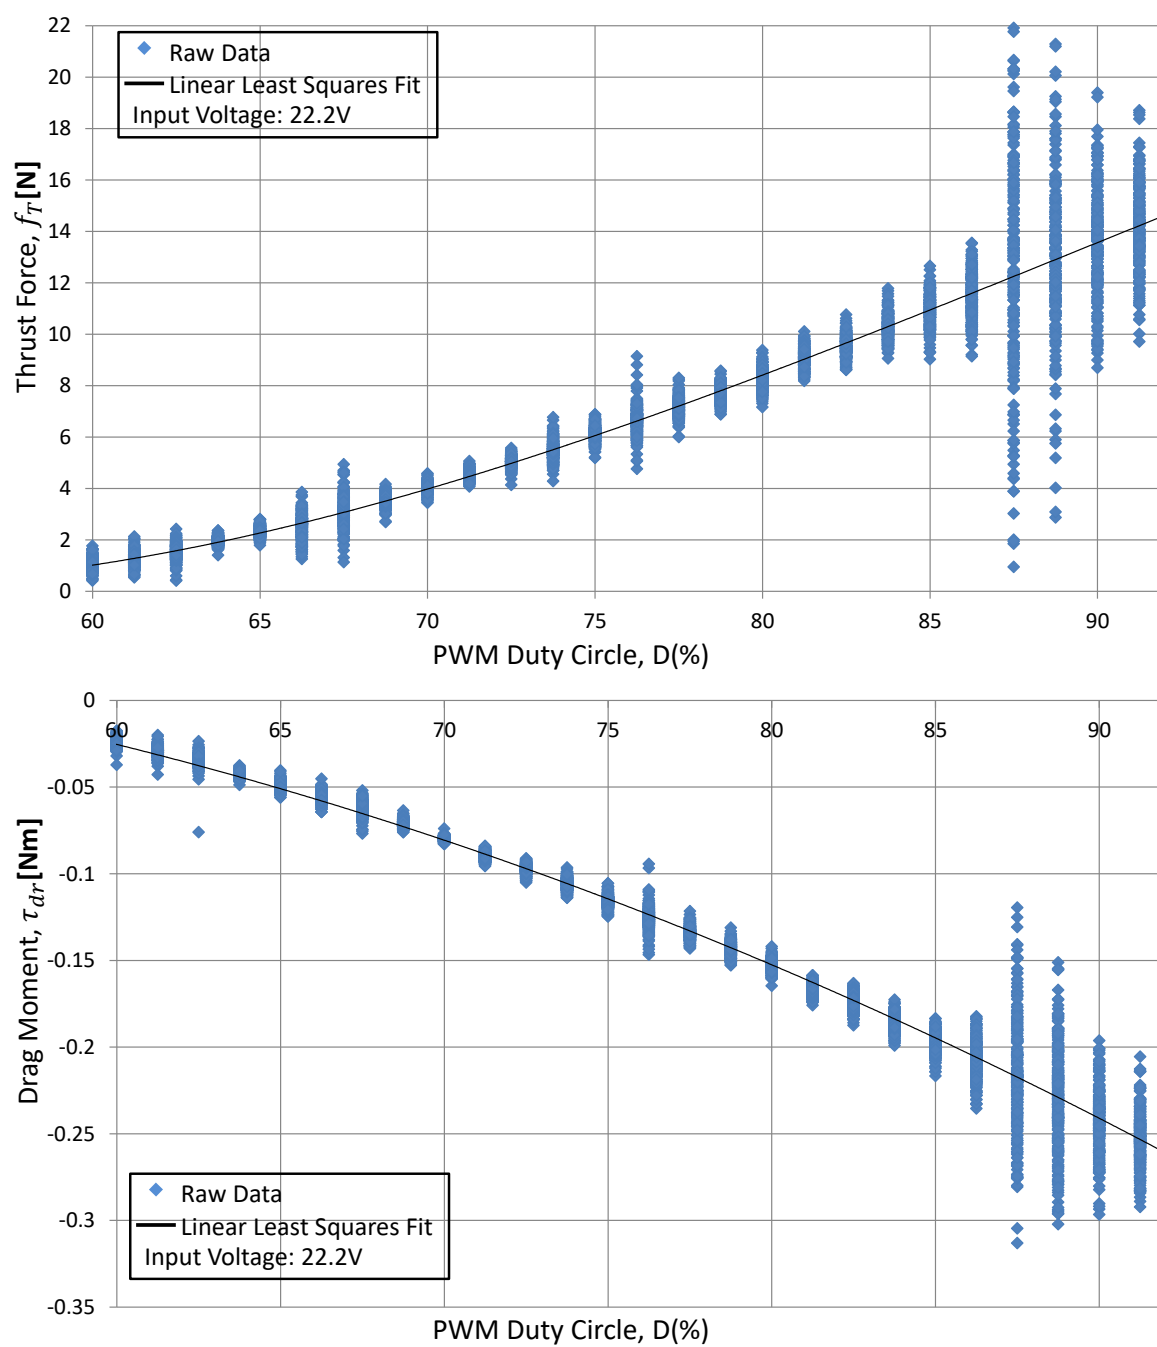 22
20
18
16
14
12
10
8
6
4
2
0
Thrust Force, f_T[N]
Raw Data
Linear Least Squares Fit
Input Voltage: 22.2V
60 65 70 75 80 85 90
PWM Duty Circle, D(%)
0
-0.05
-0.1
-0.15
-0.2
-0.25
-0.3
-0.35
60 65 70 75 80 85 90
Drag Moment, τ_dr[Nm]
Raw Data
Linear Least Squares Fit
Input Voltage: 22.2V
PWM Duty Circle, D(%)